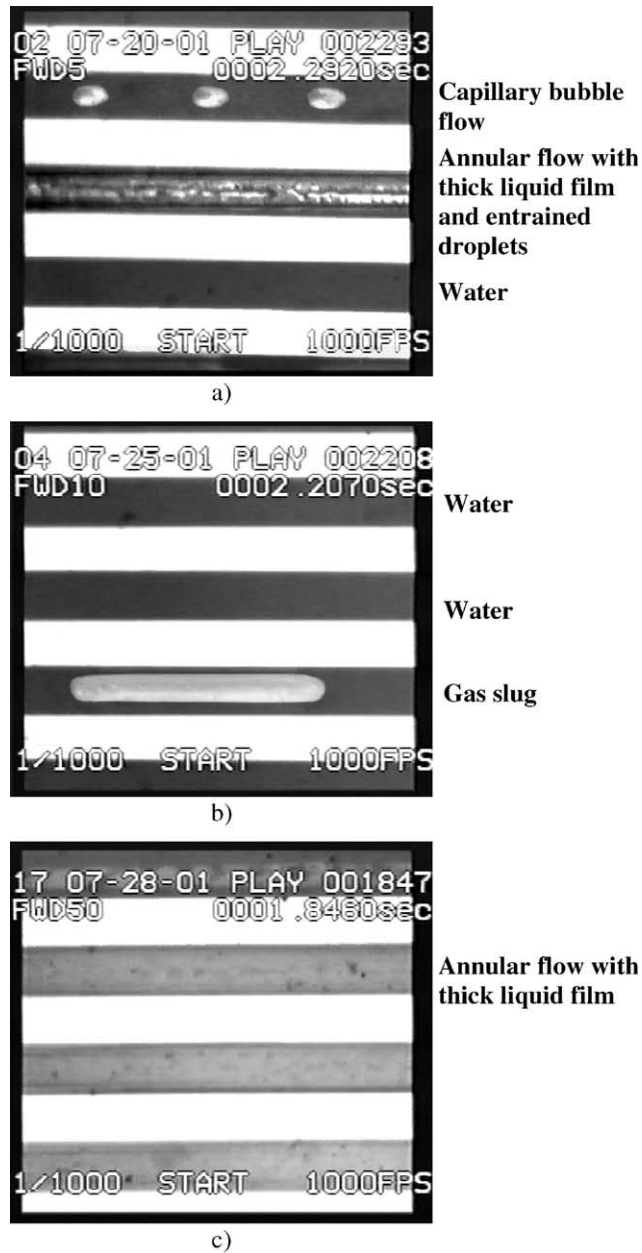 02 07-20-01 PLAY 002293
FWD5 0002.2920sec
Capillary bubble
flow
Annular flow with
thick liquid film
and entrained
droplets
Water
1/1000 START 1000FPS
a)
04 07-25-01 PLAY 002208
FWD10 0002.2070sec
Water
Water
Gas slug
1/1000 START 1000FPS
b)
17 07-28-01 PLAY 001847
FWD50 0001.8460sec
Annular flow with
thick liquid film
1/1000 START 1000FPS
c)